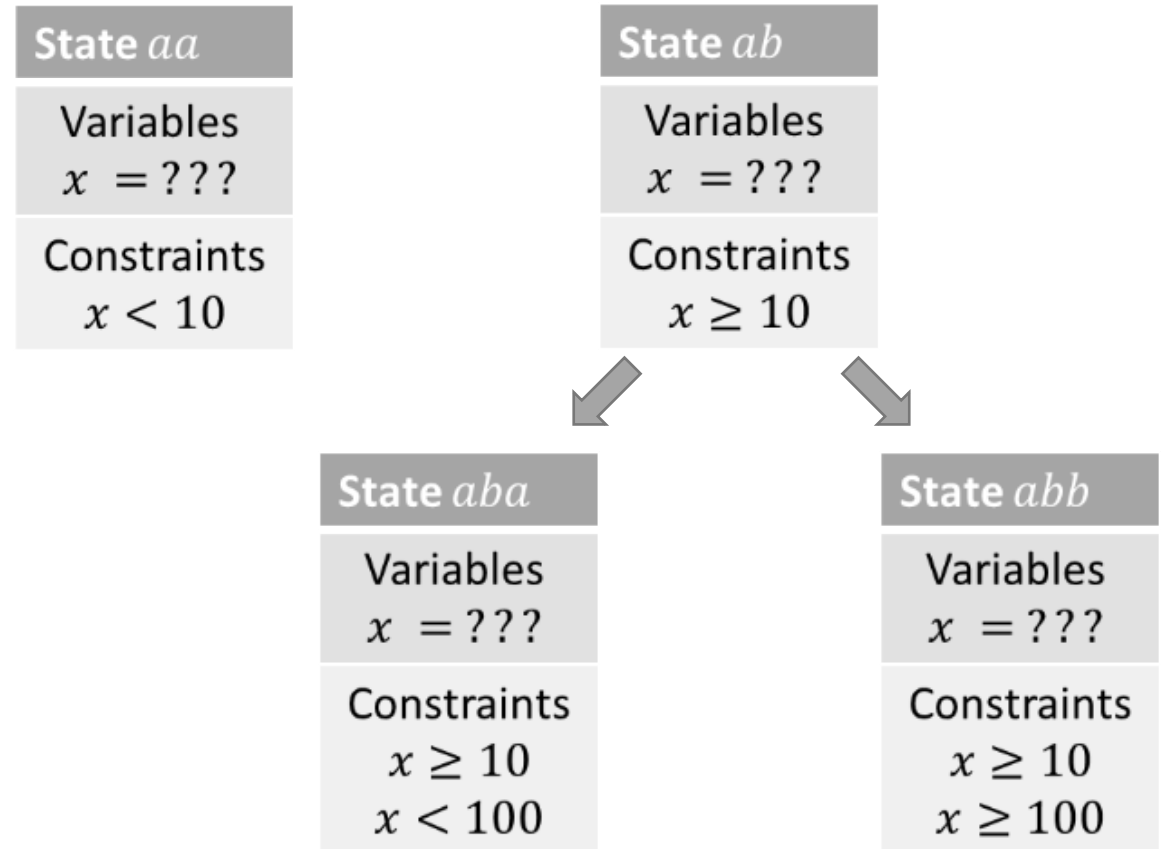 State aa
Variables
x = ???
Constraints
x < 10
State ab
Variables
x = ???
Constraints
x ≥ 10
State aba
Variables
x = ???
Constraints
x ≥ 10
x < 100
State abb
Variables
x = ???
Constraints
x ≥ 10
x ≥ 100